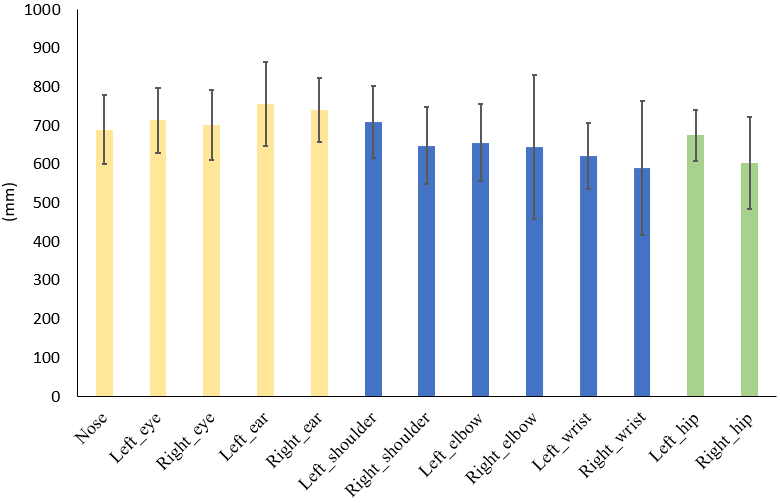 1000
900
800
700
600
500
400
300
200
100
0
(mm)
Nose
Left_eye
Right_eye
Left_ear
Right_ear
Left_shoulder
Right_shoulder
Left_elbow
Right_elbow
Left_wrist
Right_wrist
Left_hip
Right_hip